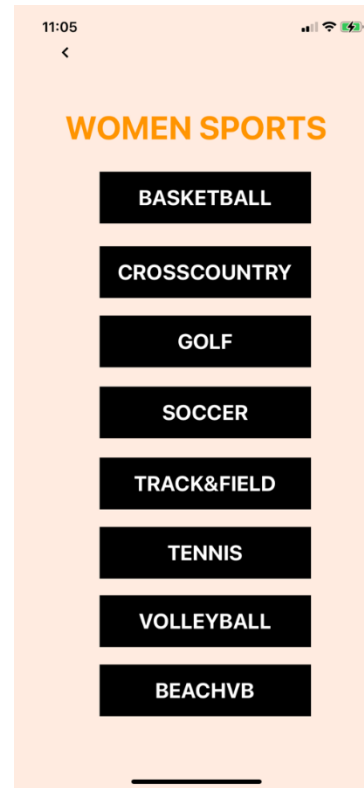 11:05
WOMEN SPORTS
BASKETBALL
CROSSCOUNTRY
GOLF
SOCCER
TRACK&FIELD
TENNIS
VOLLEYBALL
BEACHVB